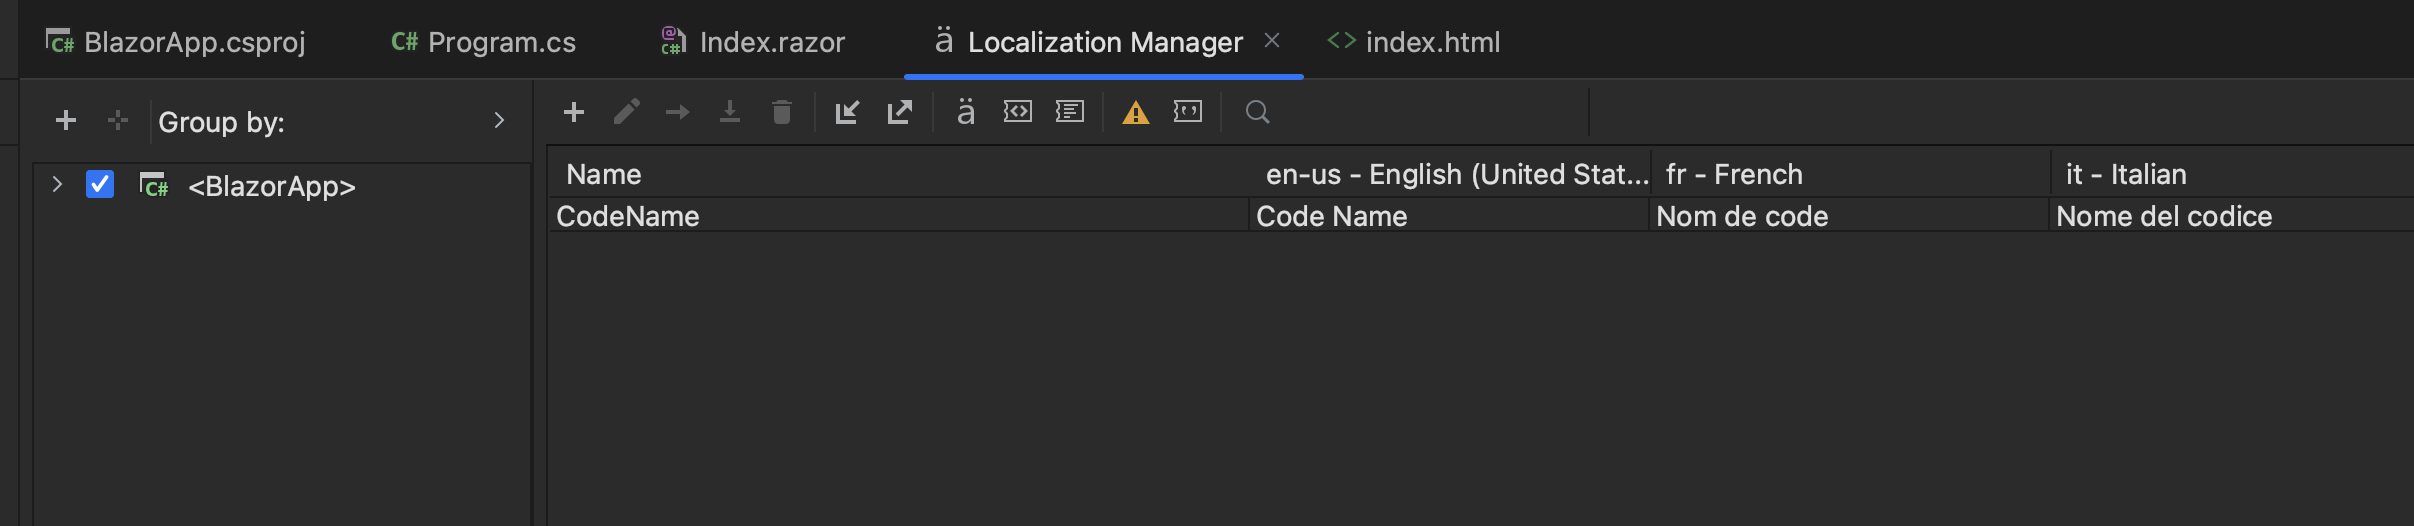 BlazorApp.csproj C# Program.cs Index.razor ä Localization Manager index.html
Group by:
<BlazorApp>
Name en-us - English (United Stat... fr - French it - Italian
CodeName Code Name Nom de code Nome del codice